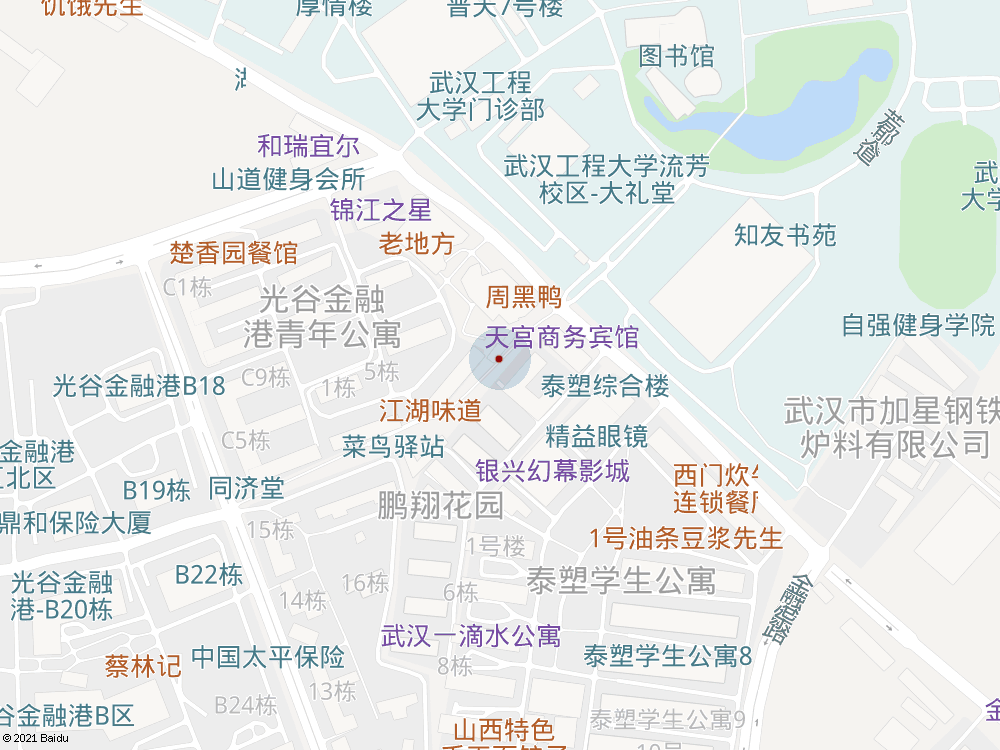 饥饿先生
厚情楼
普天7号楼
图书馆
武汉工程
大学门诊部
和瑞宜尔
山道健身会所
武汉工程大学流芳
校区-大礼堂
锦江之星
老地方
知友书苑
楚香园餐馆
C1栋
光谷金融
港青年公寓
周黑鸭
天宫商务宾馆
自强健身学院
5栋
C9栋
1栋
光谷金融港B18
泰塑综合楼
江湖味道
武汉市加星钢铁
炉料有限公司
C5栋
菜鸟驿站
精益眼镜
金融港
北区
银兴幻幕影城
西门炊
连锁餐
B19栋
同济堂
鹏翔花园
鼎和保险大厦
15栋
1号油条豆浆先生
1号楼
光谷金融
港-B20栋
B22栋
16栋
6栋
泰塑学生公寓
14栋
金融港路
武汉一滴水公寓
蔡林记
中国太平保险
8栋
泰塑学生公寓8
13栋
B24栋
光谷金融港B区
泰塑学生公寓9
山西特色
© 2021 Baidu